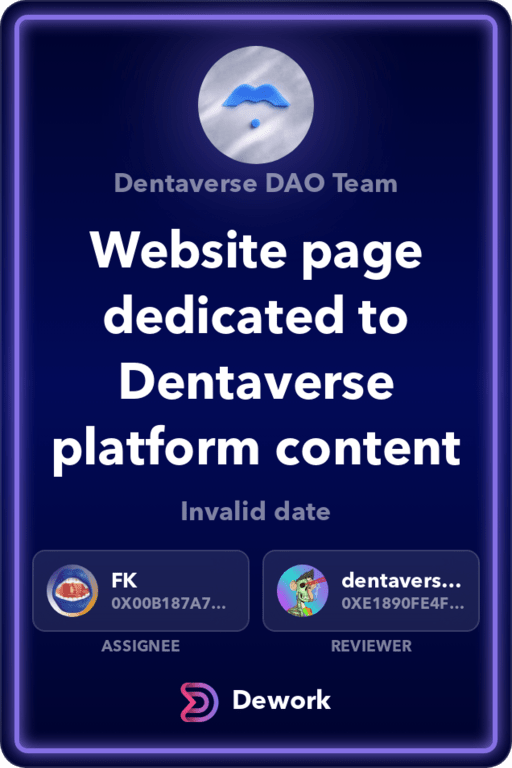 Dentaverse DAO Team
Website page
dedicated to
Dentaverse
platform content
Invalid date
FK
0X00B187A7...
ASSIGNEE
dentavers...
0XE1890FE4F...
REVIEWER
Dework